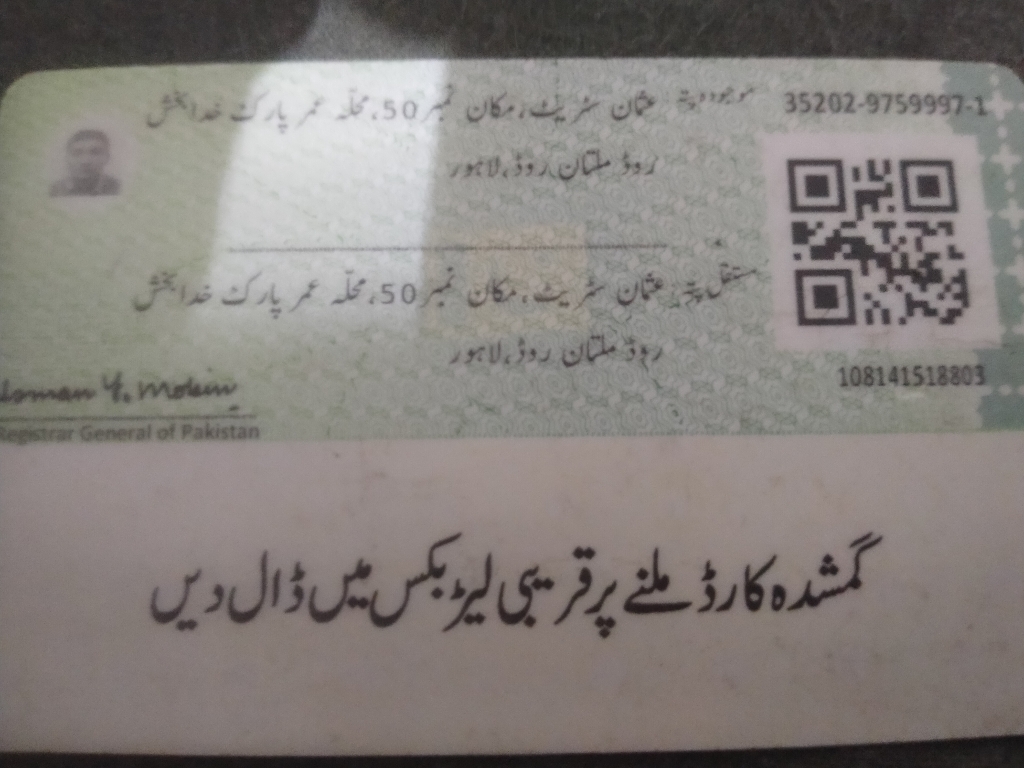 35202-9759997-1
موجودہ پتہ: عثمان سٹریٹ، مکان نمبر 50، محلّہ عمر پارک خدا بخش
روڈ ملتان روڈ، لاہور
مستقل پتہ: عثمان سٹریٹ، مکان نمبر 50، محلّہ عمر پارک خدا بخش
روڈ ملتان روڈ، لاہور
108141518803
Registrar General of Pakistan
گمشدہ کارڈ ملنے پر قریبی لیٹر بکس میں ڈال دیں